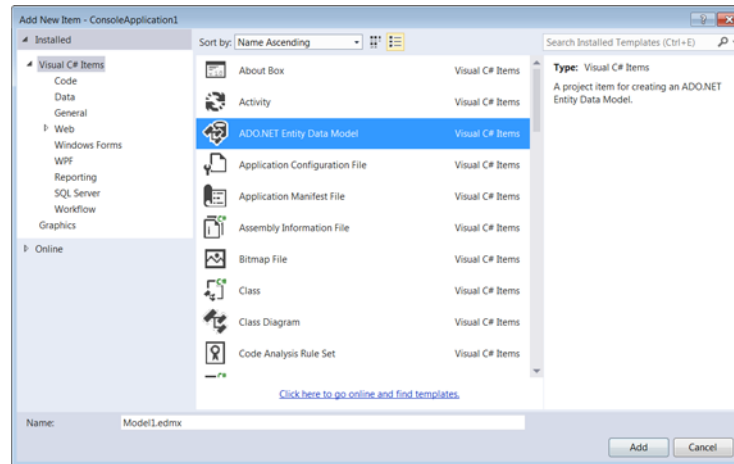 Add New Item - ConsoleApplication1
Installed
Sort by: Name Ascending
Search Installed Templates (Ctrl+E)
Visual C# Items
Code
Data
General
Web
Windows Forms
WPF
Reporting
SQL Server
Workflow
Graphics
Online
About Box Visual C# Items
Activity Visual C# Items
ADO.NET Entity Data Model Visual C# Items
Application Configuration File Visual C# Items
Application Manifest File Visual C# Items
Assembly Information File Visual C# Items
Bitmap File Visual C# Items
Class Visual C# Items
Class Diagram Visual C# Items
Code Analysis Rule Set Visual C# Items
Click here to go online and find templates.
Type: Visual C# Items
A project item for creating an ADO.NET
Entity Data Model.
Name: Model1.edmx
Add Cancel